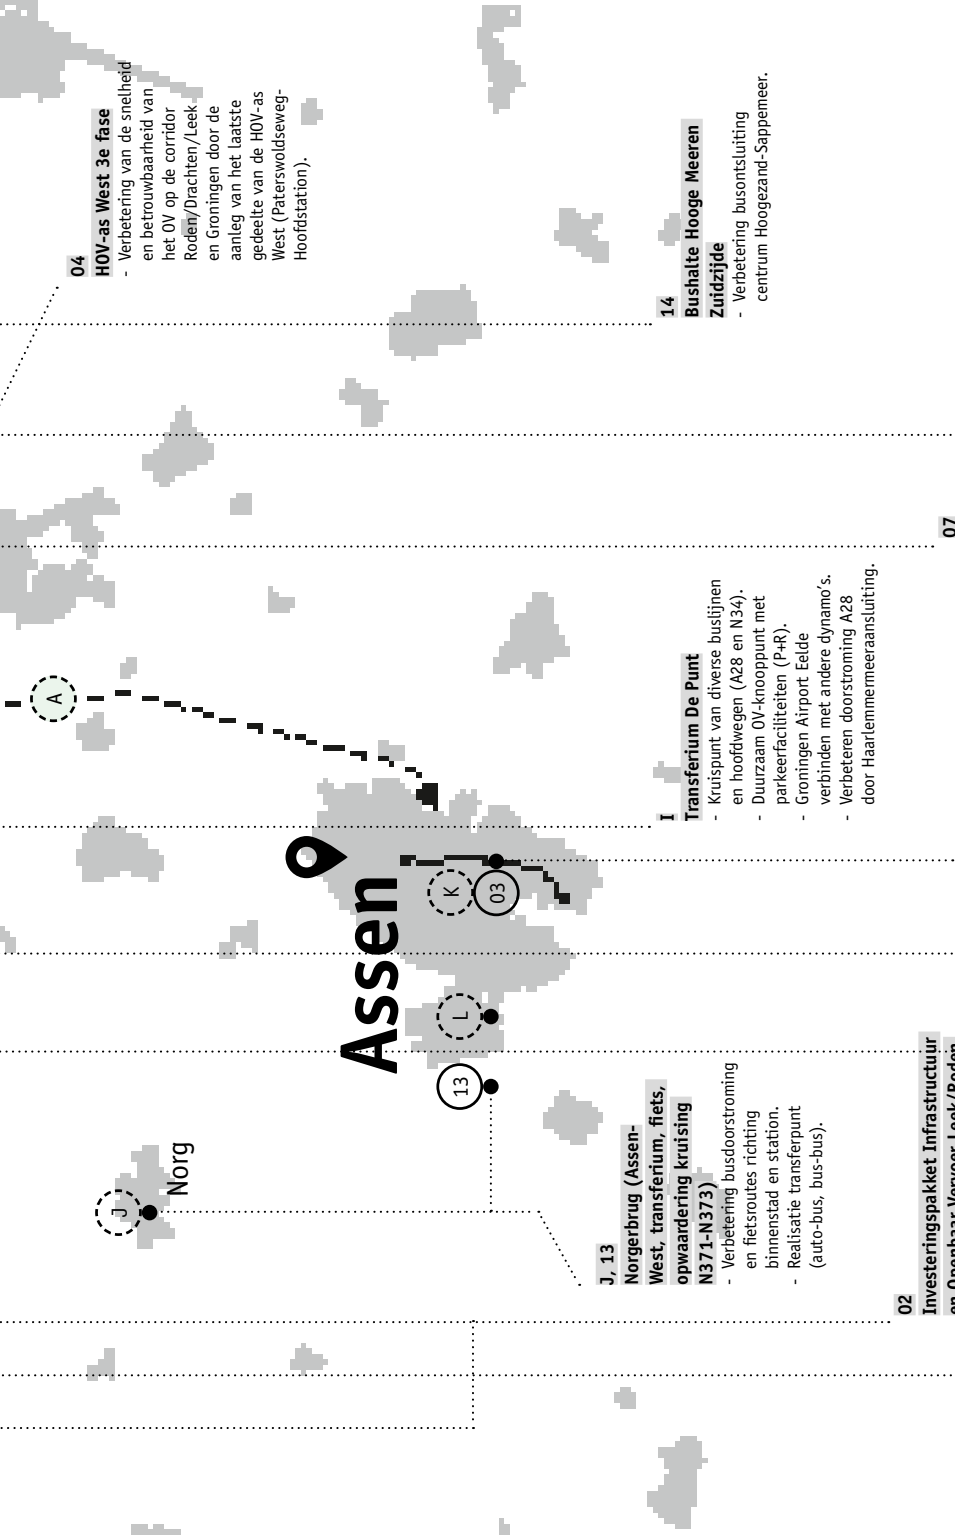 04
HOV-as West 3e fase
- Verbetering van de snelheid
en betrouwbaarheid van
het OV op de corridor
Roden/Drachten/Leek
en Groningen door de
aanleg van het laatste
gedeelte van de HOV-as
West (Paterswoldseweg-
Hoofdstation).
14
Bushalte Hooge Meeren
Zuidzijde
- Verbetering busontsluiting
centrum Hoogezand-Sappemeer.
07
I
Transferium De Punt
- Kruispunt van diverse buslijnen
en hoofdwegen (A28 en N34).
- Duurzaam OV-knooppunt met
parkeerfaciliteiten (P+R).
- Groningen Airport Eelde
verbinden met andere dynamo's.
- Verbeteren doorstroming A28
door Haarlemmermeeraansluiting.
A
Assen
K
03
L
13
J
Norg
J, 13
Norgerbrug (Assen-
West, transferium, fiets,
opwaardering kruising
N371-N373)
- Verbetering busdoorstroming
en fietsroutes richting
binnenstad en station.
- Realisatie transferpunt
(auto-bus, bus-bus).
02
Investeringspakket Infrastructuur
en Openbaar Vervoer Leek/Roden